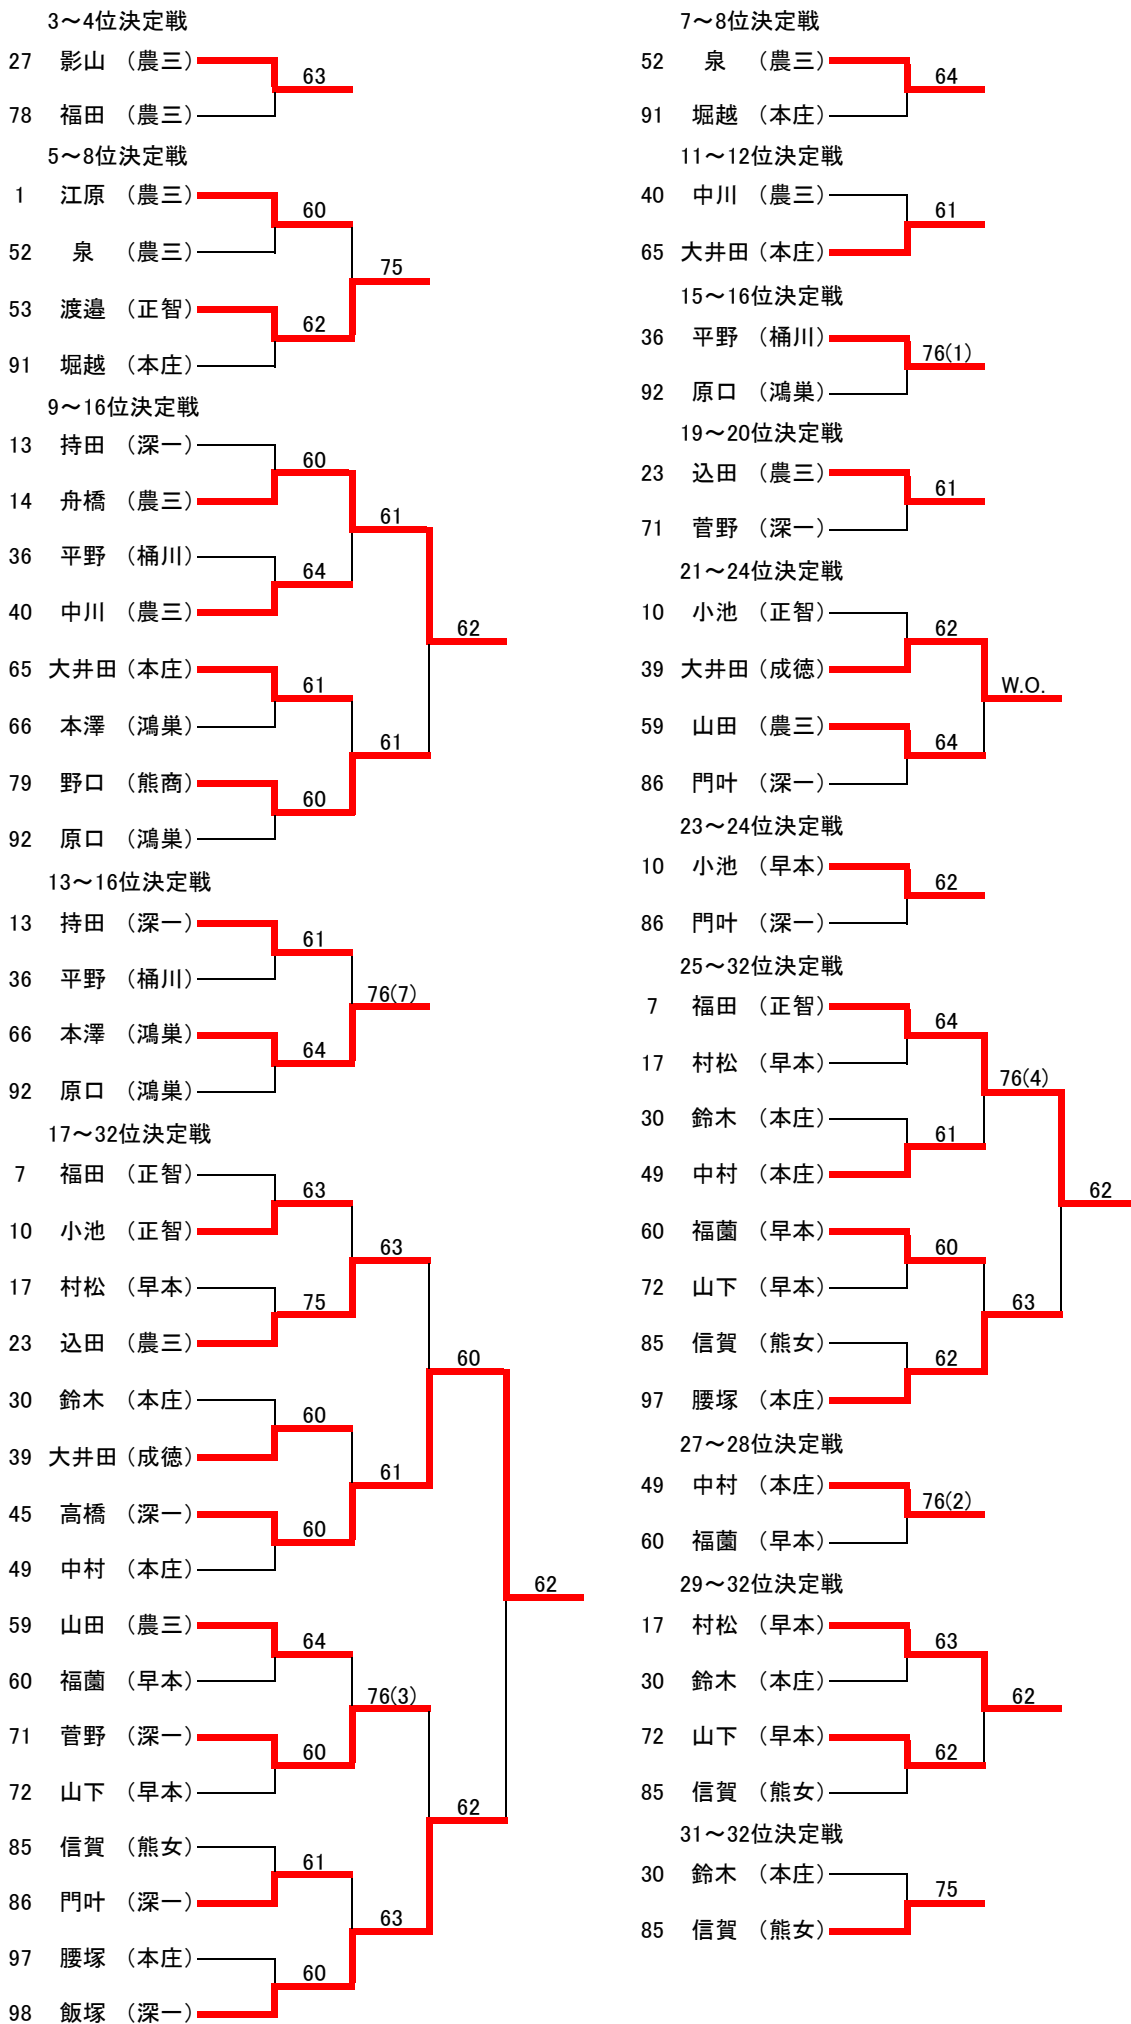 3～4位決定戦
27 影山 （農三）
63
78 福田 （農三）
5～8位決定戦
1 江原 （農三）
60
52 泉 （農三）
75
53 渡邉 （正智）
62
91 堀越 （本庄）
9～16位決定戦
13 持田 （深一）
60
14 舟橋 （農三）
61
36 平野 （桶川）
64
40 中川 （農三）
62
65 大井田 （本庄）
61
66 本澤 （鴻巣）
61
79 野口 （熊商）
60
92 原口 （鴻巣）
13～16位決定戦
13 持田 （深一）
61
36 平野 （桶川）
76(7)
66 本澤 （鴻巣）
64
92 原口 （鴻巣）
17～32位決定戦
7 福田 （正智）
63
10 小池 （正智）
63
17 村松 （早本）
75
23 込田 （農三）
60
30 鈴木 （本庄）
60
39 大井田 （成徳）
61
45 高橋 （深一）
60
49 中村 （本庄）
62
59 山田 （農三）
64
60 福薗 （早本）
76(3)
71 菅野 （深一）
60
72 山下 （早本）
62
85 信賀 （熊女）
61
86 門叶 （深一）
63
97 腰塚 （本庄）
60
98 飯塚 （深一）
7～8位決定戦
52 泉 （農三）
64
91 堀越 （本庄）
11～12位決定戦
40 中川 （農三）
61
65 大井田 （本庄）
15～16位決定戦
36 平野 （桶川）
76(1)
92 原口 （鴻巣）
19～20位決定戦
23 込田 （農三）
61
71 菅野 （深一）
21～24位決定戦
10 小池 （正智）
62
39 大井田 （成徳）
W.O.
59 山田 （農三）
64
86 門叶 （深一）
23～24位決定戦
10 小池 （早本）
62
86 門叶 （深一）
25～32位決定戦
7 福田 （正智）
64
17 村松 （早本）
76(4)
30 鈴木 （本庄）
61
49 中村 （本庄）
62
60 福薗 （早本）
60
72 山下 （早本）
63
85 信賀 （熊女）
62
97 腰塚 （本庄）
27～28位決定戦
49 中村 （本庄）
76(2)
60 福薗 （早本）
29～32位決定戦
17 村松 （早本）
63
30 鈴木 （本庄）
62
72 山下 （早本）
62
85 信賀 （熊女）
31～32位決定戦
30 鈴木 （本庄）
75
85 信賀 （熊女）